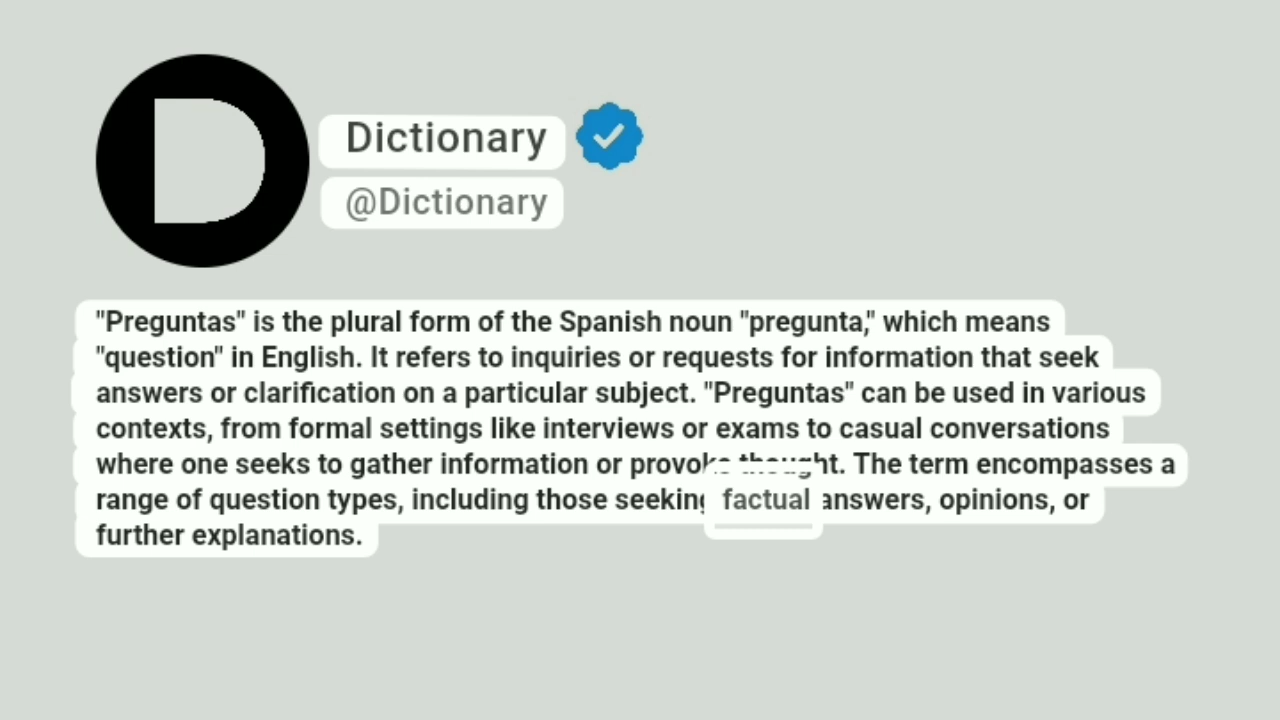 Dictionary
@Dictionary
"Preguntas" is the plural form of the Spanish noun "pregunta," which means
"question" in English. It refers to inquiries or requests for information that seek
answers or clarification on a particular subject. "Preguntas" can be used in various
contexts, from formal settings like interviews or exams to casual conversations
where one seeks to gather information or provoke thought. The term encompasses a
range of question types, including those seeking factual answers, opinions, or
further explanations.